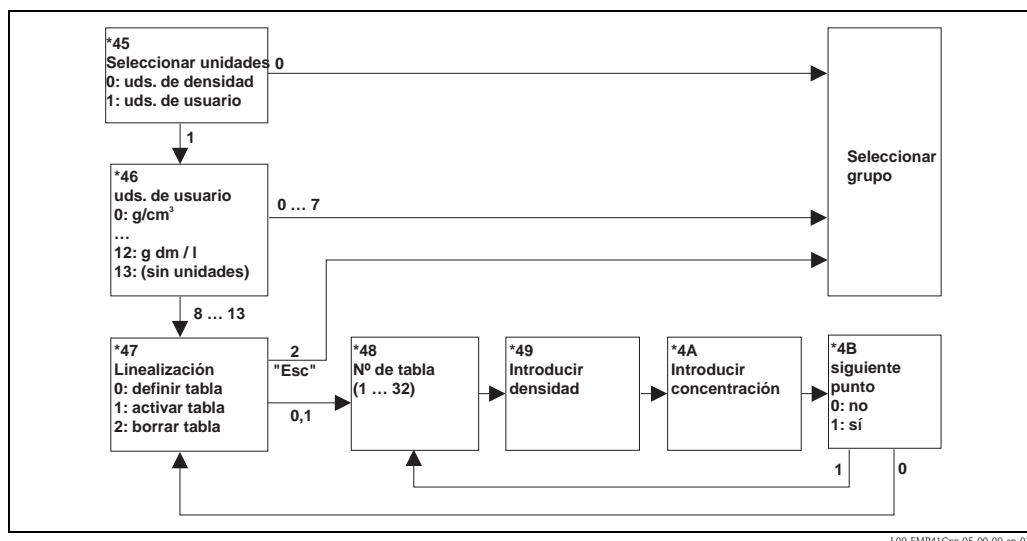 *45
Seleccionar unidades
0: uds. de densidad
1: uds. de usuario
0
1
Seleccionar
grupo
*46
uds. de usuario
0: g/cm³
...
12: g dm / l
13: (sin unidades)
0 ... 7
8 ... 13
*47
Linealización
0: definir tabla
1: activar tabla
2: borrar tabla
2
"Esc"
0,1
*48
Nº de tabla
(1 ... 32)
*49
Introducir
densidad
*4A
Introducir
concentración
*4B
siguiente
punto
0: no
1: sí
1
0